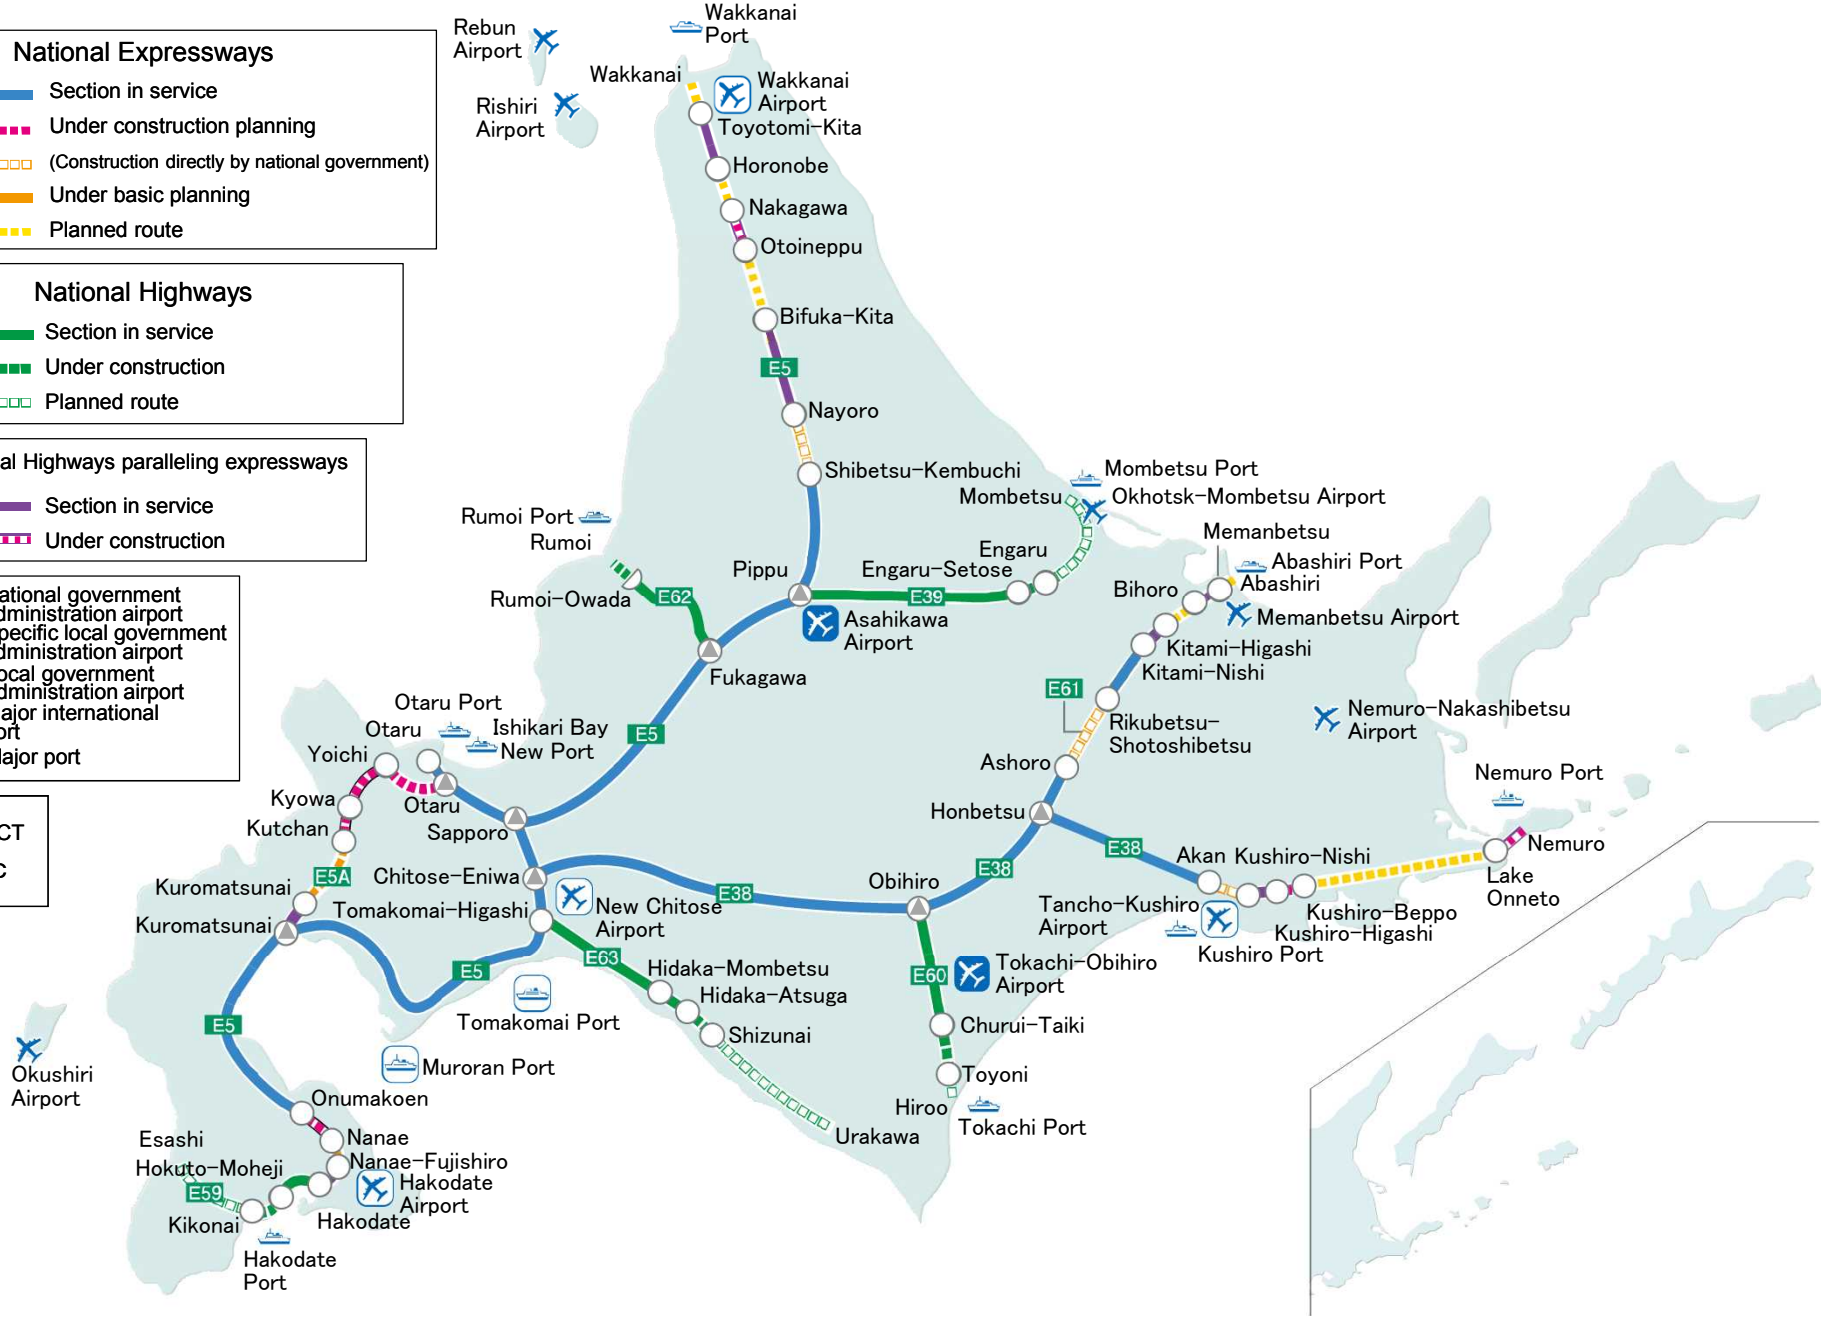 National Expressways
Section in service
Under construction planning
(Construction directly by national government)
Under basic planning
Planned route
National Highways
Section in service
Under construction
Planned route
al Highways paralleling expressways
Section in service
Under construction
ational government
dministration airport
pecific local government
dministration airport
ocal government
dministration airport
ajor international
ort
ajor port
CT
C
Rebun
Airport
Wakkanai
Port
Wakkanai
Wakkanai
Airport
Rishiri
Airport
Toyotomi-Kita
Horonobe
Nakagawa
Otoineppu
Bifuka-Kita
E5
Nayoro
Shibetsu-Kembuchi
Mombetsu Port
Mombetsu
Okhotsk-Mombetsu Airport
Rumoi Port
Rumoi
Memanbetsu
Engaru
Abashiri Port
Pippu
Engaru-Setose
Abashiri
Bihoro
Rumoi-Owada
E62
E39
Memanbetsu Airport
Asahikawa
Airport
Kitami-Higashi
Kitami-Nishi
Fukagawa
E61
Otaru Port
Nemuro-Nakashibetsu
Airport
Otaru
Ishikari Bay
New Port
E5
Rikubetsu-
Shotoshibetsu
Yoichi
Ashoro
Nemuro Port
Kyowa
Otaru
Honbetsu
Kutchan
Sapporo
Nemuro
E38
Akan
Kushiro-Nishi
E5A
Chitose-Eniwa
E38
E38
Obihiro
Lake
Onneto
Kuromatsunai
Tomakomai-Higashi
New Chitose
Airport
Tancho-Kushiro
Airport
Kushiro-Beppo
Kuromatsunai
Kushiro-Higashi
Kushiro Port
E63
E5
Hidaka-Mombetsu
E60
Tokachi-Obihiro
Airport
Hidaka-Atsuga
Tomakomai Port
E5
Shizunai
Churui-Taiki
Okushiri
Airport
Muroran Port
Toyoni
Onumakoen
Hiroo
Tokachi Port
Esashi
Nanae
Urakawa
Hokuto-Moheji
Nanae-Fujishiro
E59
Hakodate
Airport
Kikonai
Hakodate
Hakodate
Port